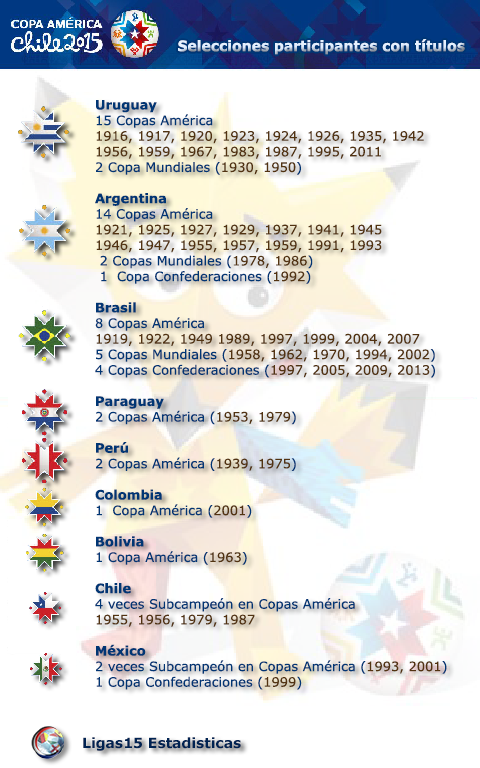 COPA AMÉRICA
Chile2015
Selecciones participantes con títulos
Uruguay
15 Copas América
1916, 1917, 1920, 1923, 1924, 1926, 1935, 1942
1956, 1959, 1967, 1983, 1987, 1995, 2011
2 Copa Mundiales (1930, 1950)
Argentina
14 Copas América
1921, 1925, 1927, 1929, 1937, 1941, 1945
1946, 1947, 1955, 1957, 1959, 1991, 1993
2 Copas Mundiales (1978, 1986)
1 Copa Confederaciones (1992)
Brasil
8 Copas América
1919, 1922, 1949 1989, 1997, 1999, 2004, 2007
5 Copas Mundiales (1958, 1962, 1970, 1994, 2002)
4 Copas Confederaciones (1997, 2005, 2009, 2013)
Paraguay
2 Copas América (1953, 1979)
Perú
2 Copas América (1939, 1975)
Colombia
1 Copa América (2001)
Bolivia
1 Copa América (1963)
Chile
4 veces Subcampeón en Copas América
1955, 1956, 1979, 1987
México
2 veces Subcampeón en Copas América (1993, 2001)
1 Copa Confederaciones (1999)
Ligas15 Estadisticas